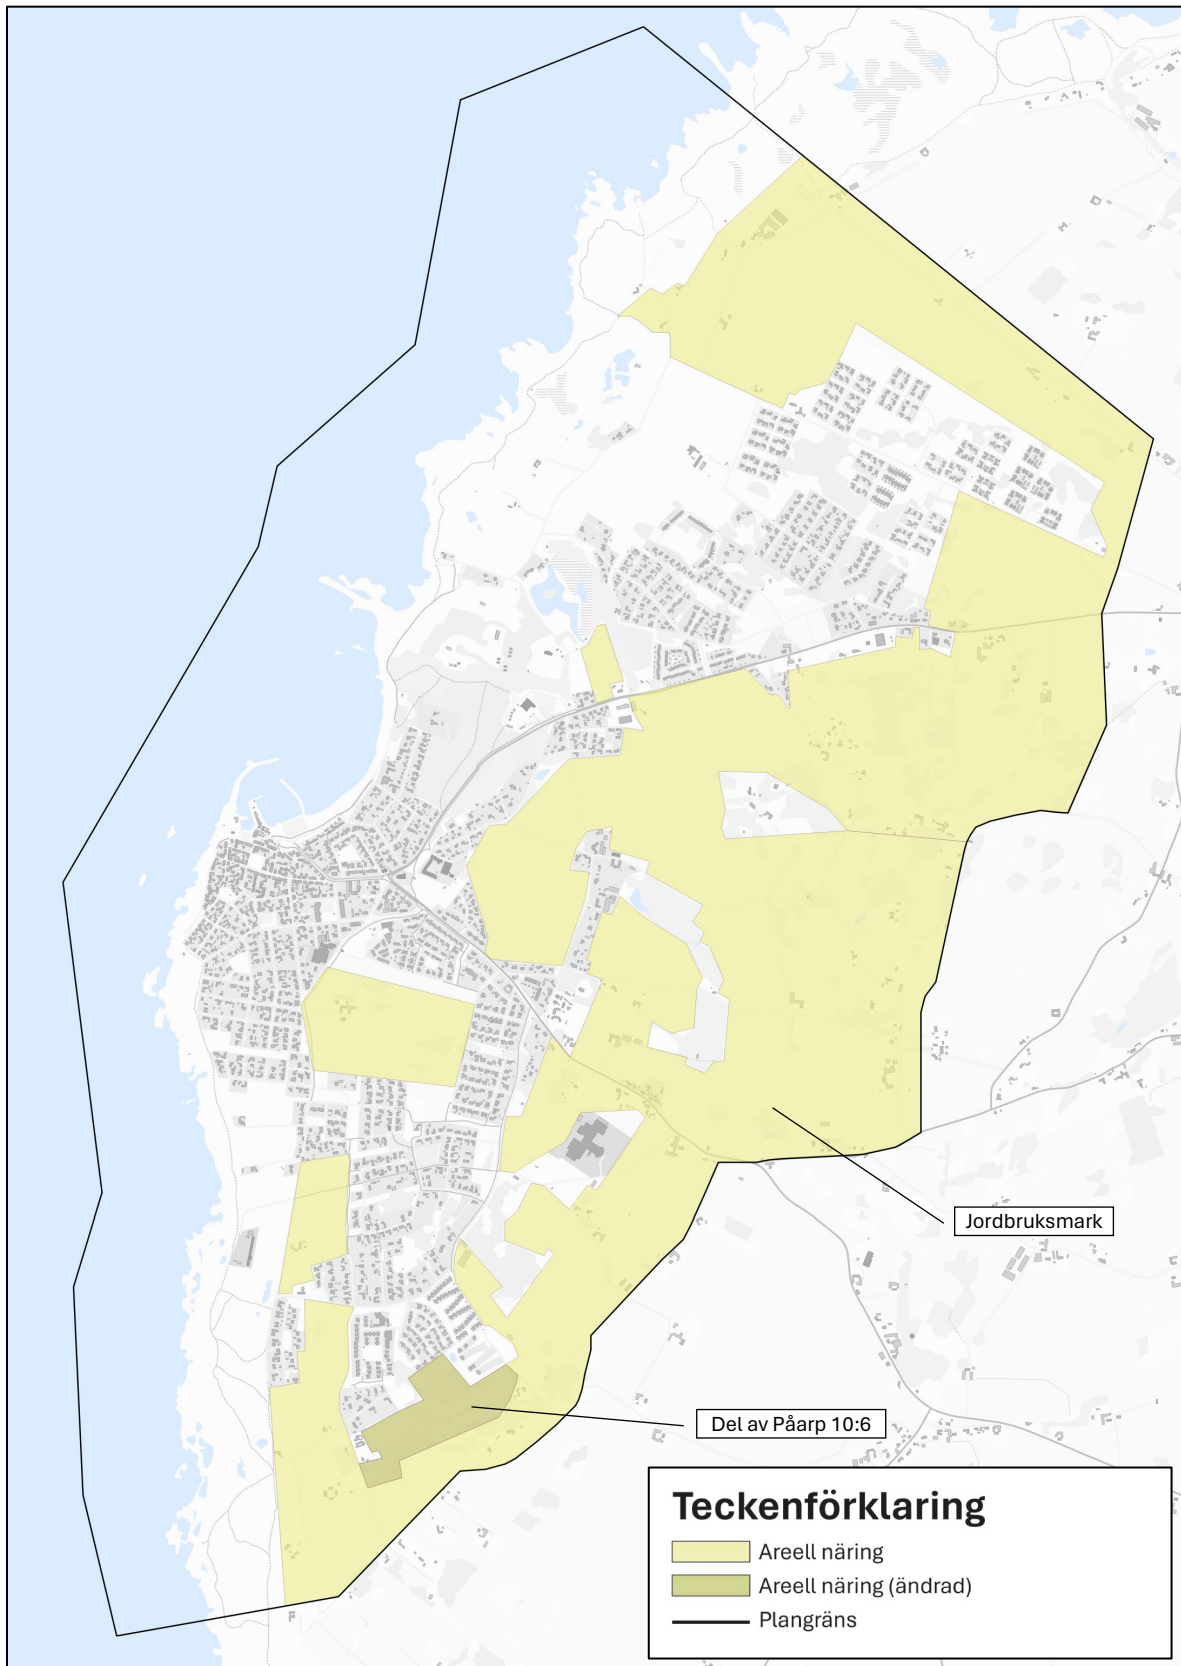 Jordbruksmark
Del av Påarp 10:6
Teckenförklaring
Areell näring
Areell näring (ändrad)
Plangräns